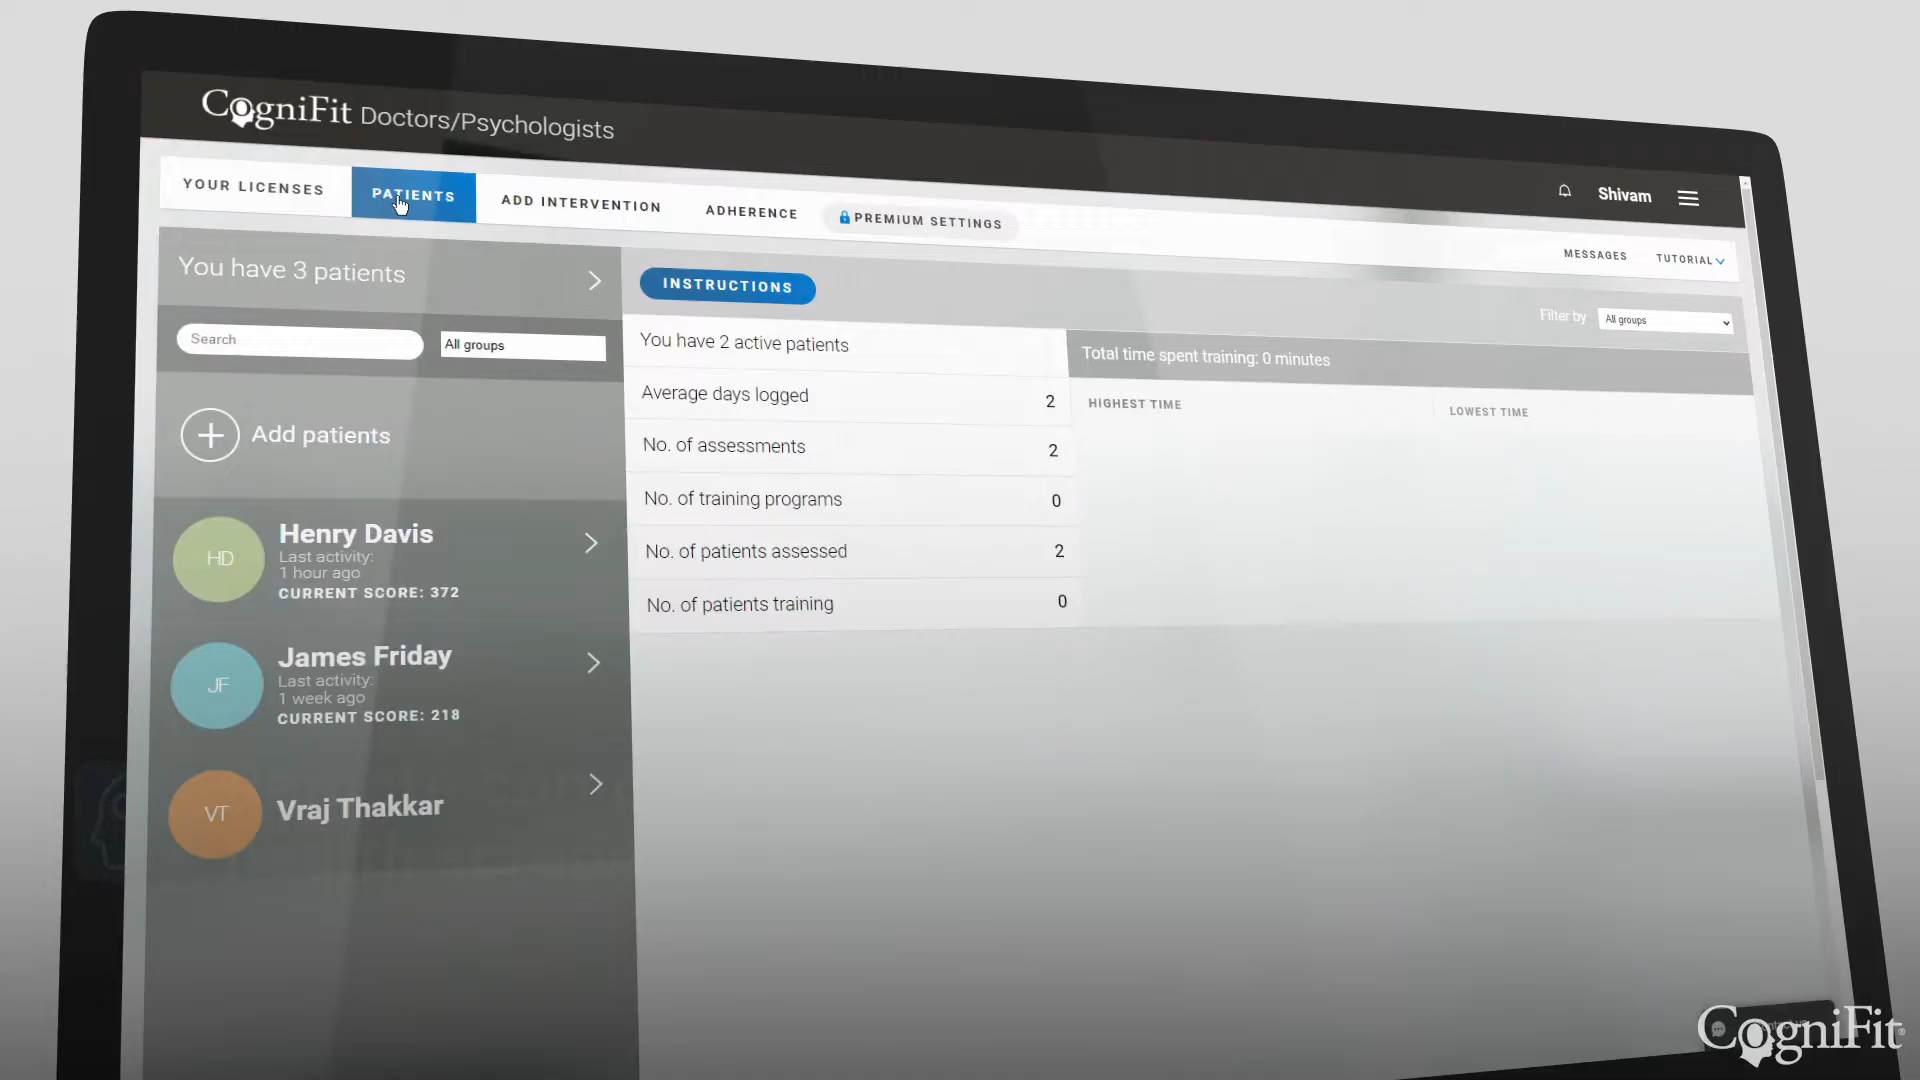 CogniFit Doctors/Psychologists
Shivam
YOUR LICENSES
PATIENTS
ADD INTERVENTION
ADHERENCE
PREMIUM SETTINGS
MESSAGES
TUTORIAL
You have 3 patients
INSTRUCTIONS
Filter by
All groups
Search
All groups
You have 2 active patients
Total time spent training: 0 minutes
Average days logged 2
HIGHEST TIME
LOWEST TIME
Add patients
No. of assessments 2
No. of training programs 0
No. of patients assessed 2
No. of patients training 0
HD
Henry Davis
Last activity:
1 hour ago
CURRENT SCORE: 372
JF
James Friday
Last activity:
1 week ago
CURRENT SCORE: 218
VT
Vraj Thakkar
CogniFit®